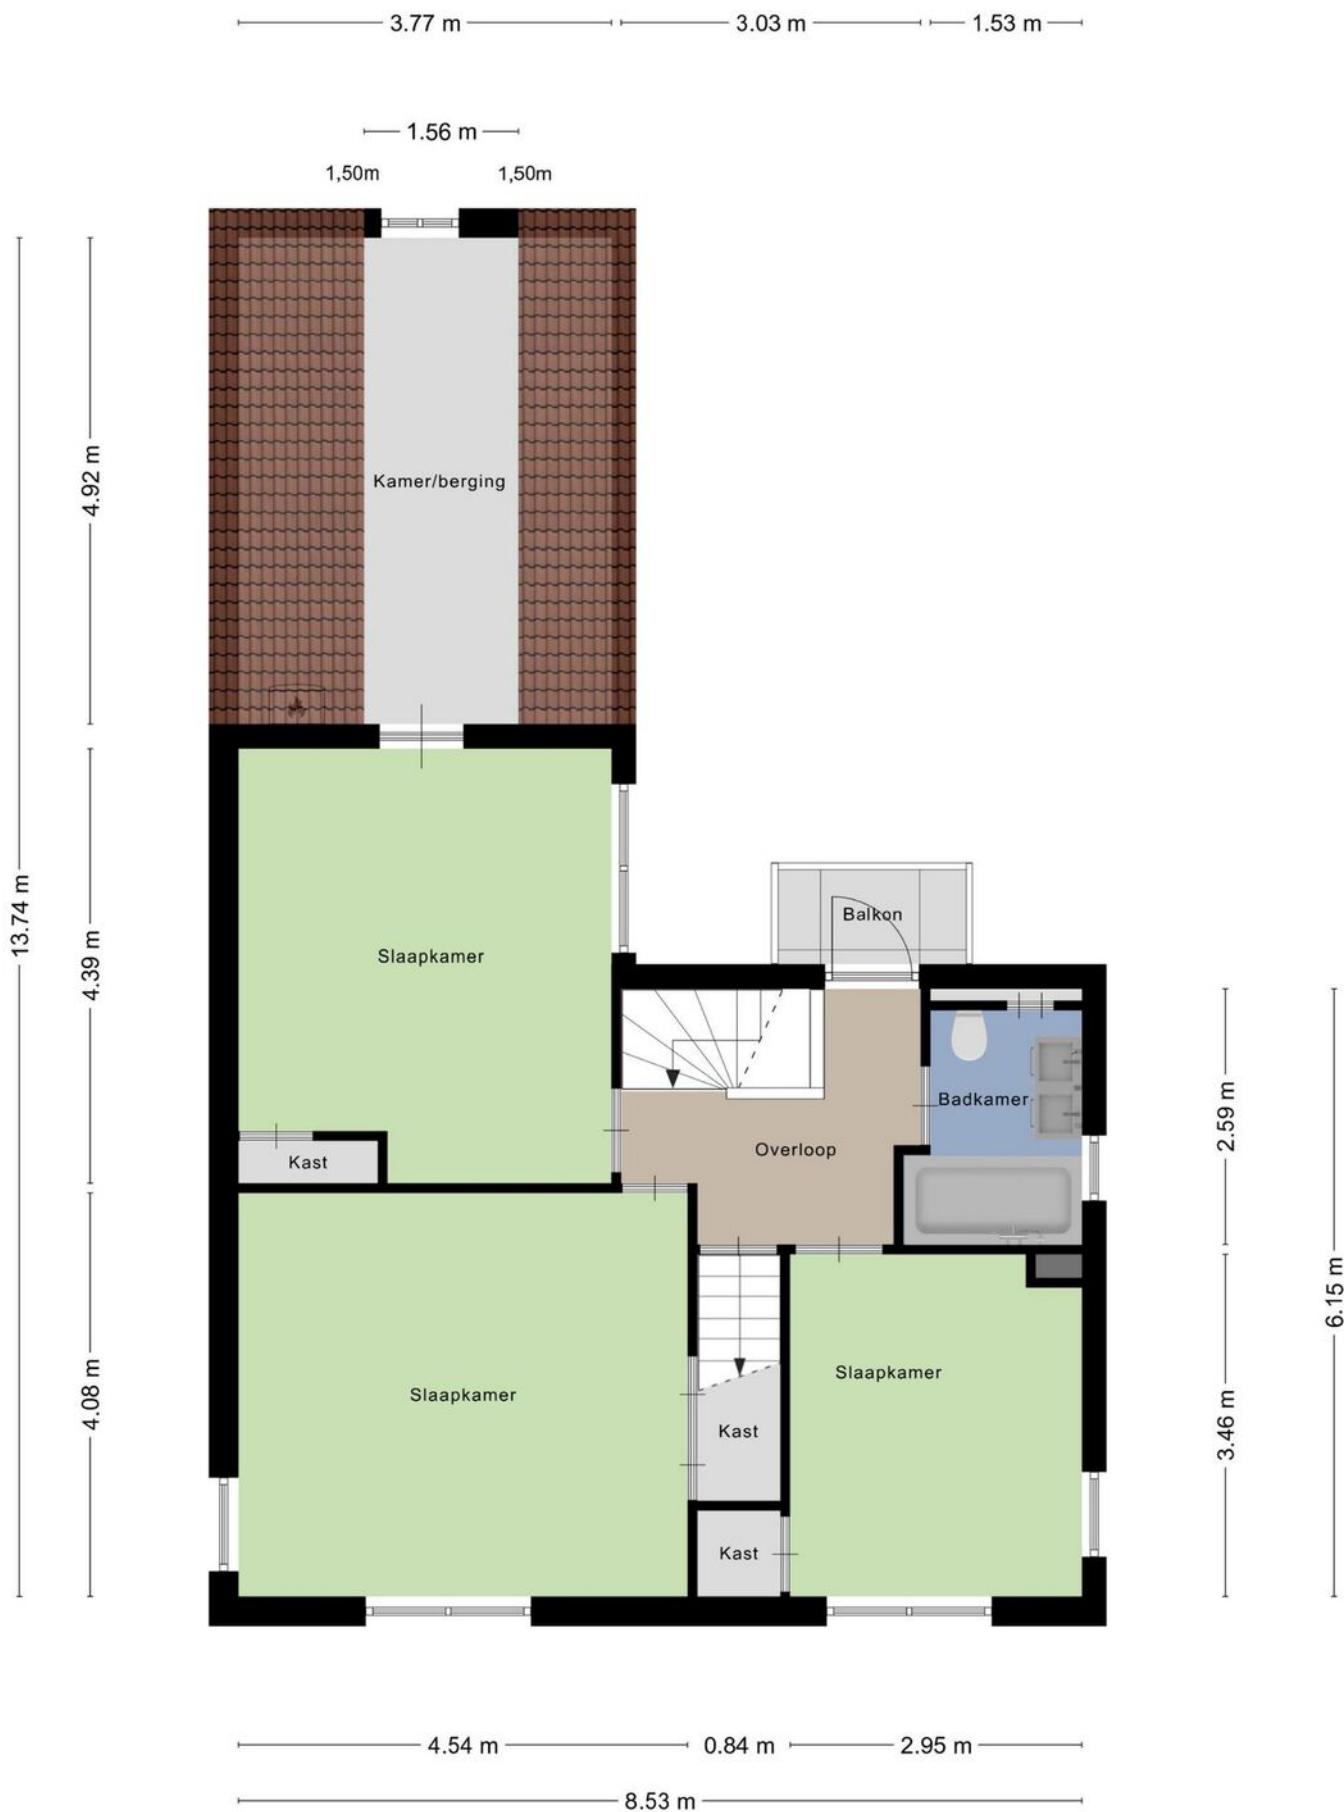 3.77 m
3.03 m
1.53 m
1.56 m
1,50m
1,50m
4.92 m
Kamer/berging
13.74 m
4.39 m
Slaapkamer
Balkon
Badkamer
2.59 m
Overloop
Kast
6.15 m
4.08 m
Slaapkamer
Slaapkamer
Kast
3.46 m
Kast
4.54 m
0.84 m
2.95 m
8.53 m